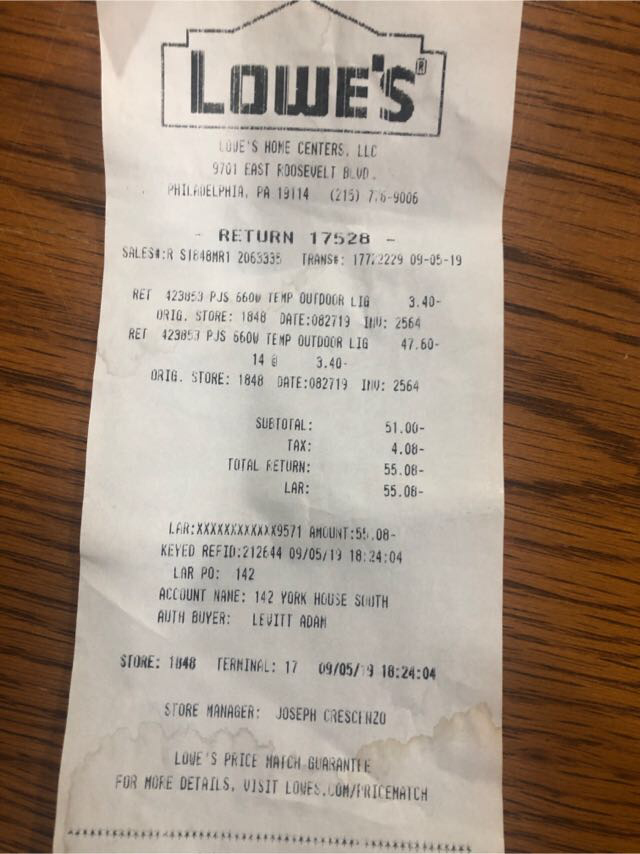 LOWE'S®
LOWE'S HOME CENTERS, LLC
9701 EAST ROOSEVELT BLVD.
PHILADELPHIA, PA 19114 (215)
- RETURN 17528 -
SALES#:R S1848MR1 2063335 TRANS#: 09-05-19
RET 423853 PJS 660W TEMP OUTDOOR LIG 3.40-
ORIG. STORE: 1848 DATE:082719 INV: 2564
RET 423853 PJS 660W TEMP OUTDOOR LIG 47.60-
14 @ 3.40-
ORIG. STORE: 1848 DATE:082719 INV: 2564
SUBTOTAL: 51.00-
TAX: 4.08-
TOTAL RETURN: 55.08-
LAR: 55.08-
LAR:XXXXXXXXXXXX9571 AMOUNT:55.08-
KEYED REFID:212644 09/05/19 18:24:04
LAR PO: 142
ACCOUNT NAME: 142 YORK HOUSE SOUTH
AUTH BUYER: LEVITT ADAM
STORE: 1848 TERMINAL: 17 09/05/19 18:24:04
STORE MANAGER: JOSEPH CRESCENZO
LOWE'S PRICE MATCH GUARANTEE
FOR MORE DETAILS, VISIT LOWES.COM/PRICEMATCH